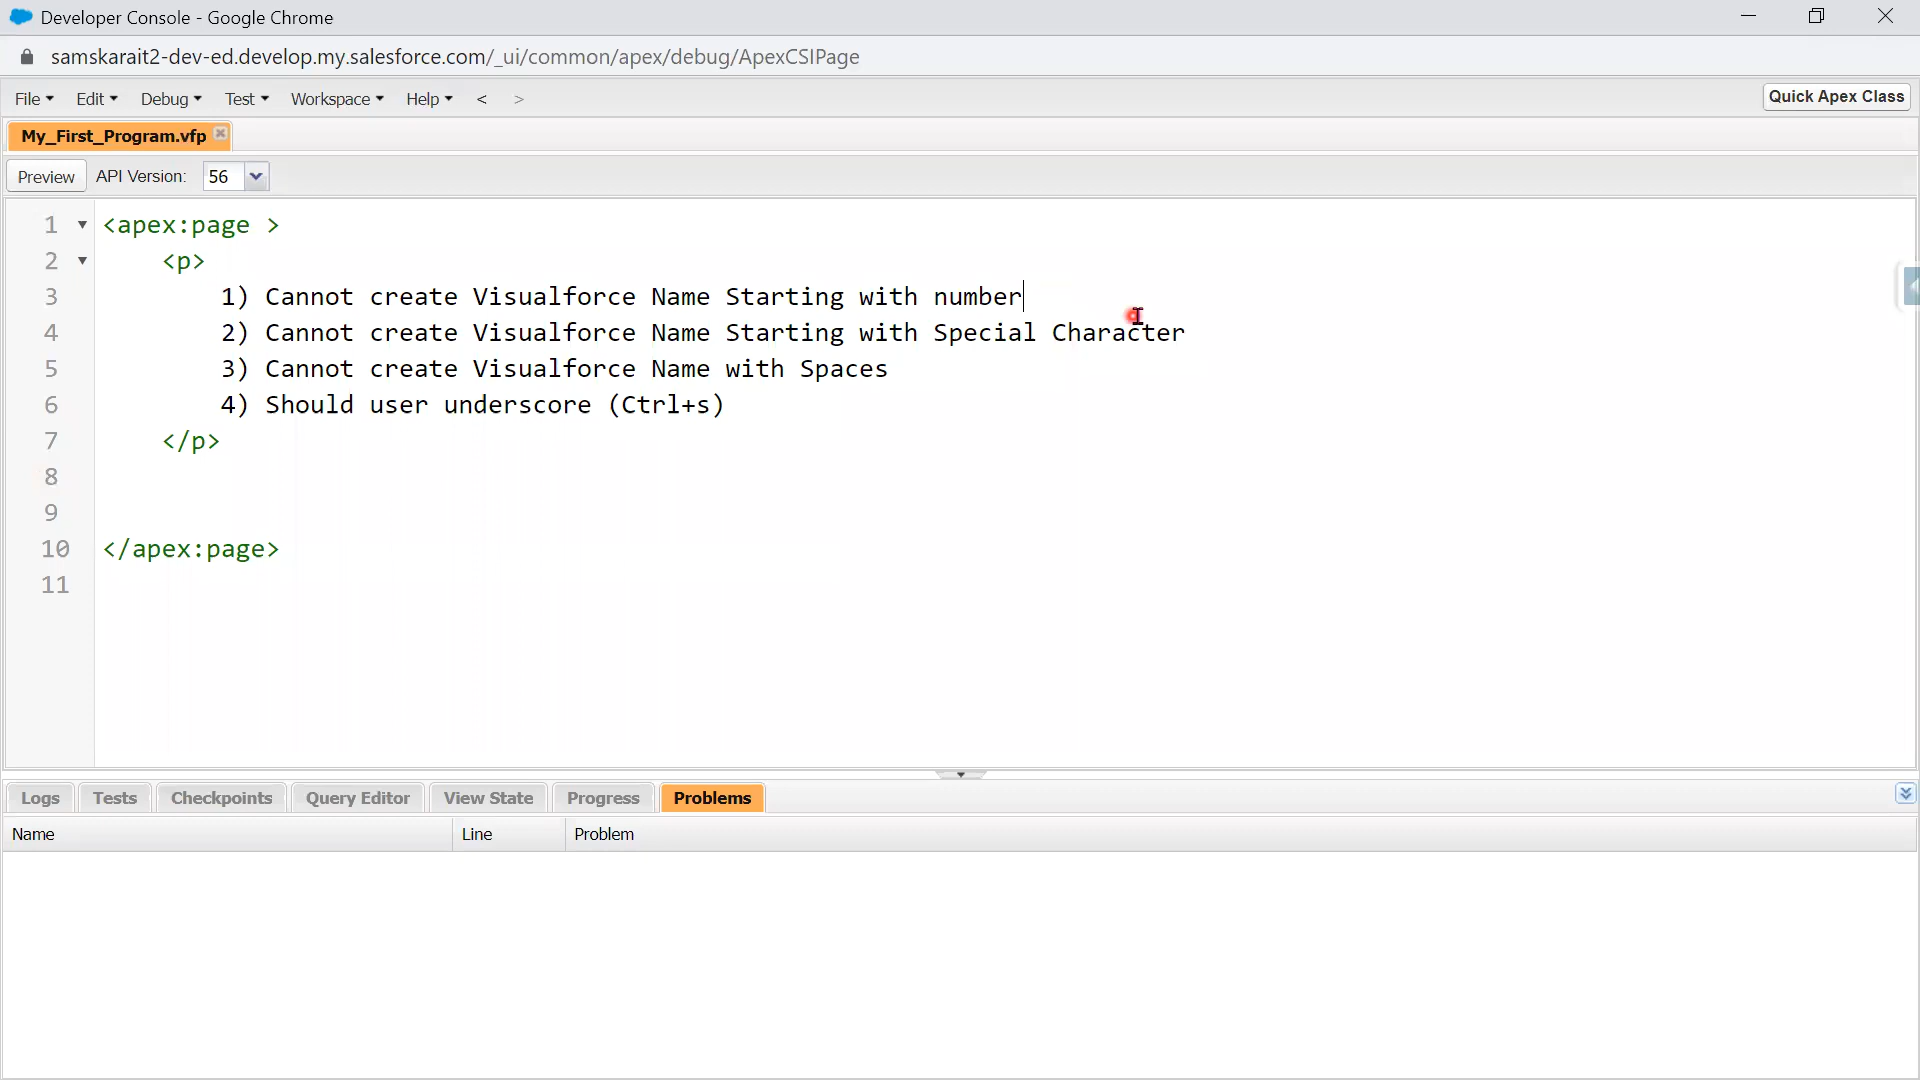 Developer Console - Google Chrome
samskarait2-dev-ed.develop.my.salesforce.com/_ui/common/apex/debug/ApexCSIPage
File Edit Debug Test Workspace Help < > Quick Apex Class
My_First_Program.vfp
Preview API Version: 56
1 <apex:page >
2 <p>
3 1) Cannot create Visualforce Name Starting with number
4 2) Cannot create Visualforce Name Starting with Special Character
5 3) Cannot create Visualforce Name with Spaces
6 4) Should user underscore (Ctrl+s)
7 </p>
8
9
10 </apex:page>
11
Logs Tests Checkpoints Query Editor View State Progress Problems
Name Line Problem